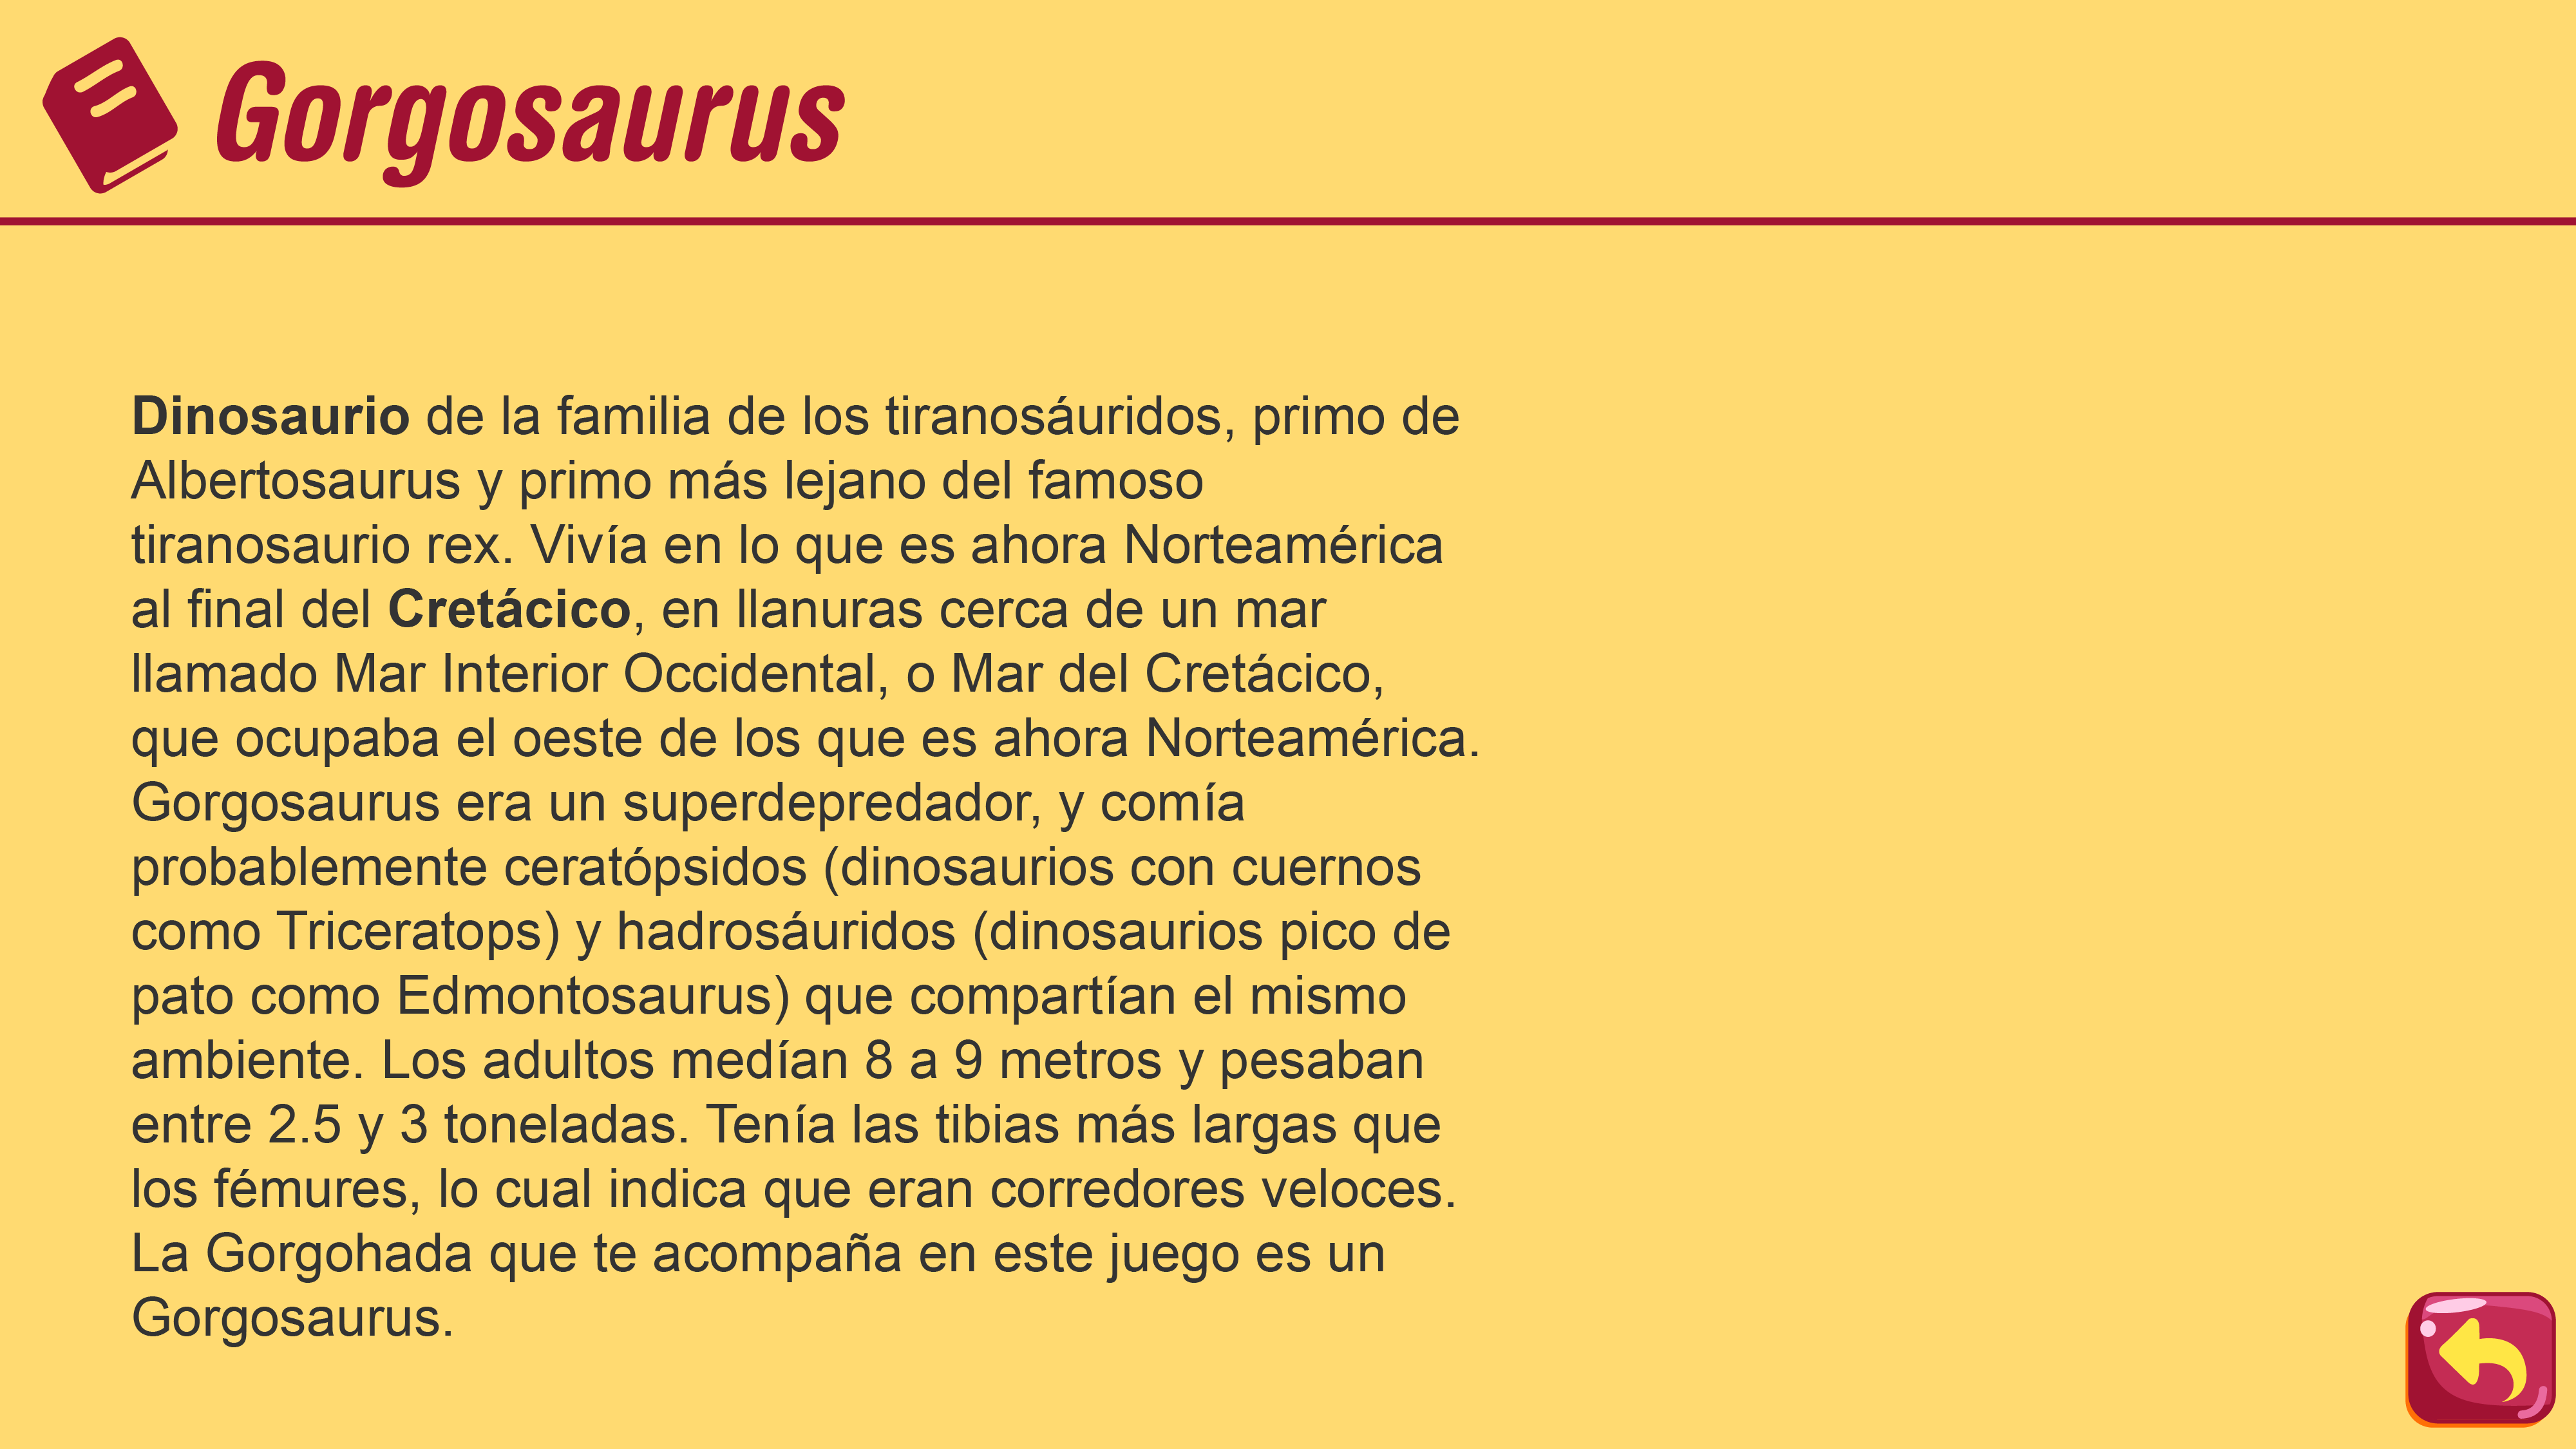 Gorgosaurus
Dinosaurio de la familia de los tiranosáuridos, primo de
Albertosaurus y primo más lejano del famoso
tiranosaurio rex. Vivía en lo que es ahora Norteamérica
al final del Cretácico, en llanuras cerca de un mar
llamado Mar Interior Occidental, o Mar del Cretácico,
que ocupaba el oeste de los que es ahora Norteamérica.
Gorgosaurus era un superdepredador, y comía
probablemente ceratópsidos (dinosaurios con cuernos
como Triceratops) y hadrosáuridos (dinosaurios pico de
pato como Edmontosaurus) que compartían el mismo
ambiente. Los adultos medían 8 a 9 metros y pesaban
entre 2.5 y 3 toneladas. Tenía las tibias más largas que
los fémures, lo cual indica que eran corredores veloces.
La Gorgohada que te acompaña en este juego es un
Gorgosaurus.